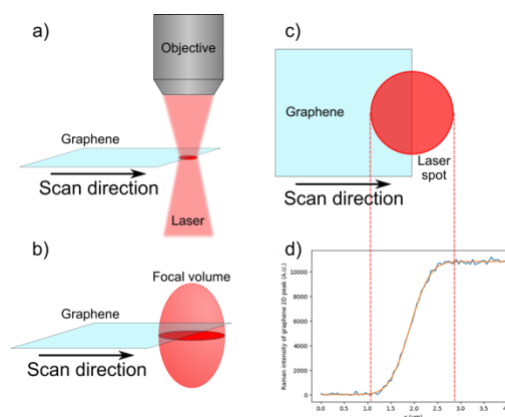 a)
Objective
Graphene
Scan direction
Laser
b)
Focal volume
Graphene
Scan direction
c)
Graphene
Laser
spot
Scan direction
d)
Raman intensity of graphene 2D peak (A.U.)
10000
8000
6000
4000
2000
0
0.0 0.5 1.0 1.5 2.0 2.5 3.0 3.5 4.